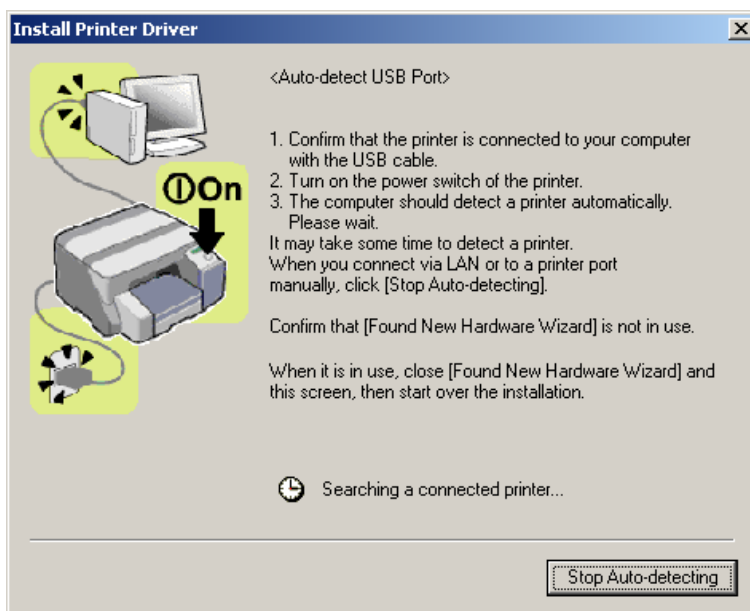 Install Printer Driver
<Auto-detect USB Port>
1. Confirm that the printer is connected to your computer
with the USB cable.
2. Turn on the power switch of the printer.
3. The computer should detect a printer automatically.
Please wait.
It may take some time to detect a printer.
When you connect via LAN or to a printer port
manually, click [Stop Auto-detecting].
Confirm that [Found New Hardware Wizard] is not in use.
When it is in use, close [Found New Hardware Wizard] and
this screen, then start over the installation.
On
Searching a connected printer...
Stop Auto-detecting